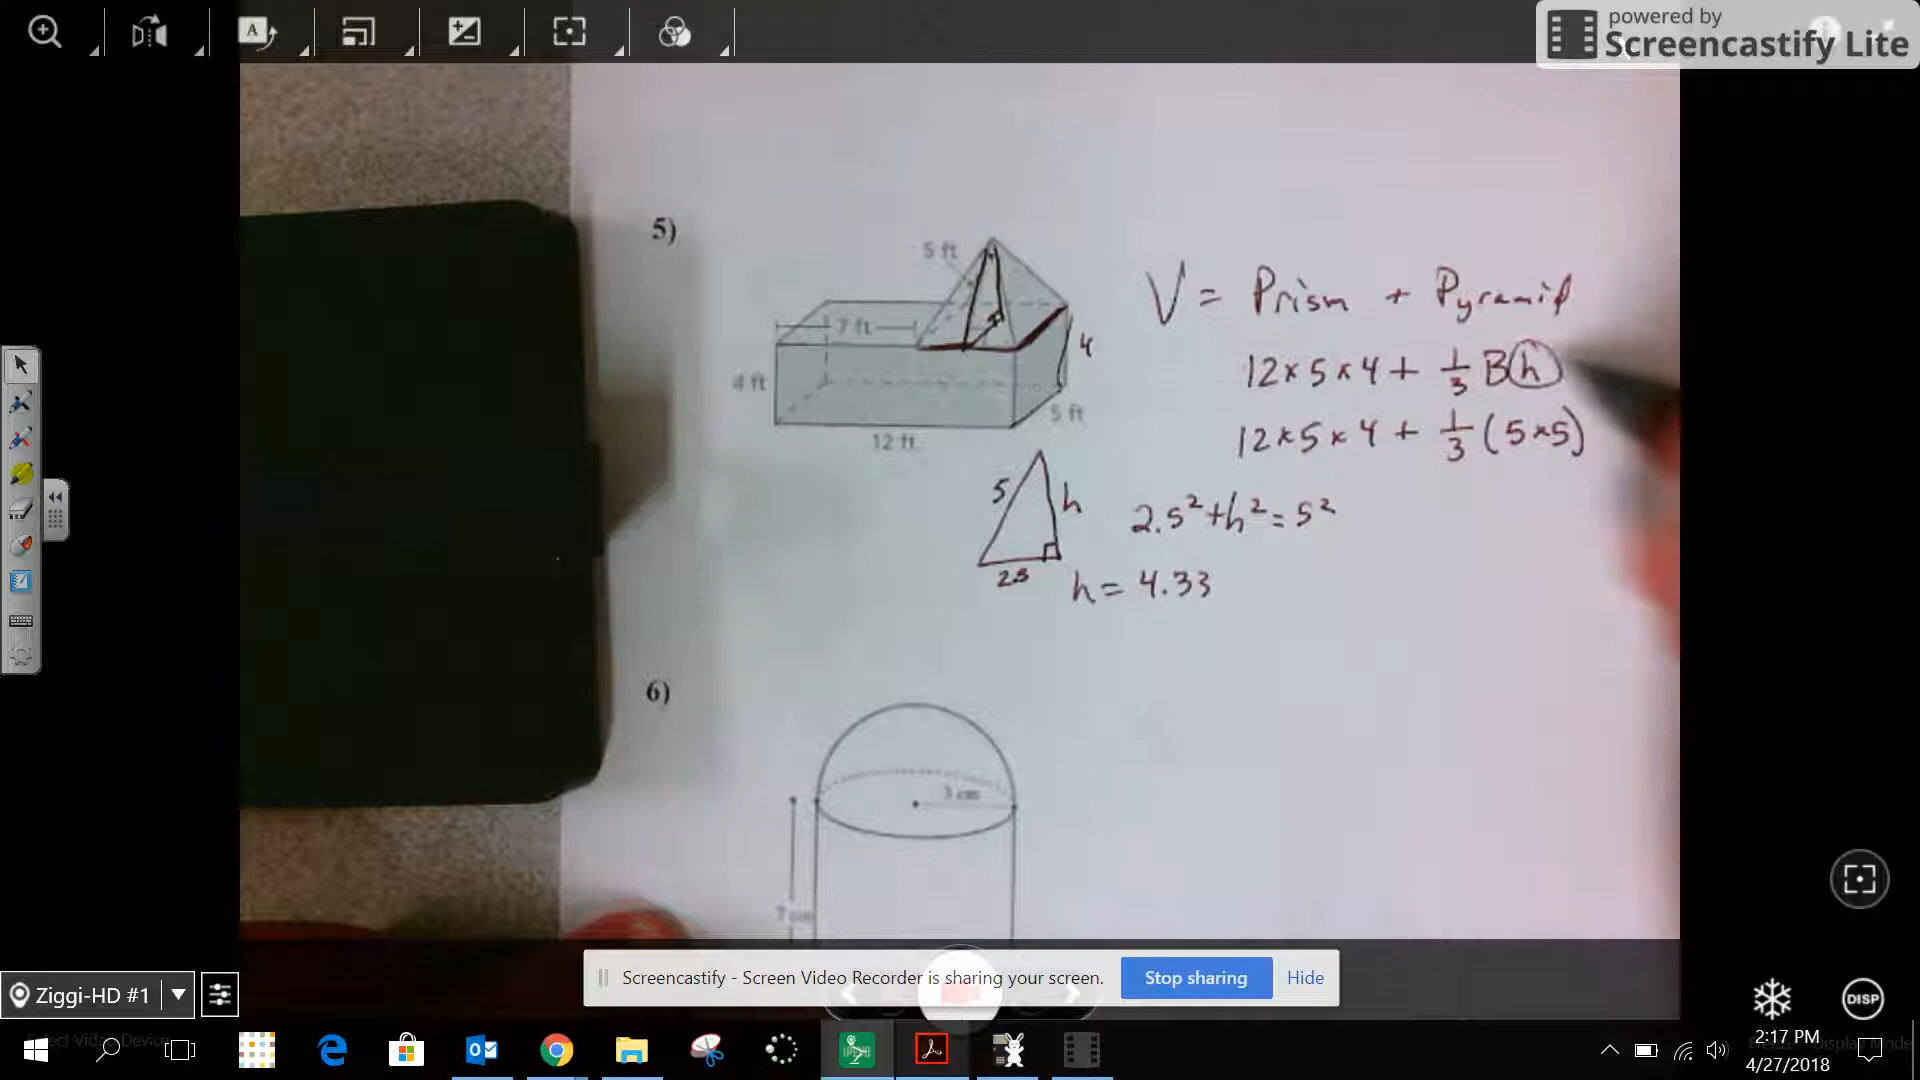 powered by
Screencastify Lite
A
5)
5 ft
7 ft
4 ft
4
5 ft
12 ft
V = Prism + Pyramid
12 × 5 × 4 + 1/3 B h
12 × 5 × 4 + 1/3 ( 5 × 5 )
5
h
2.5
2.5² + h² = 5²
h = 4.33
6)
3 cm
7 cm
Screencastify - Screen Video Recorder is sharing your screen.
Stop sharing
Hide
Ziggi-HD #1
DISP
2:17 PM
4/27/2018